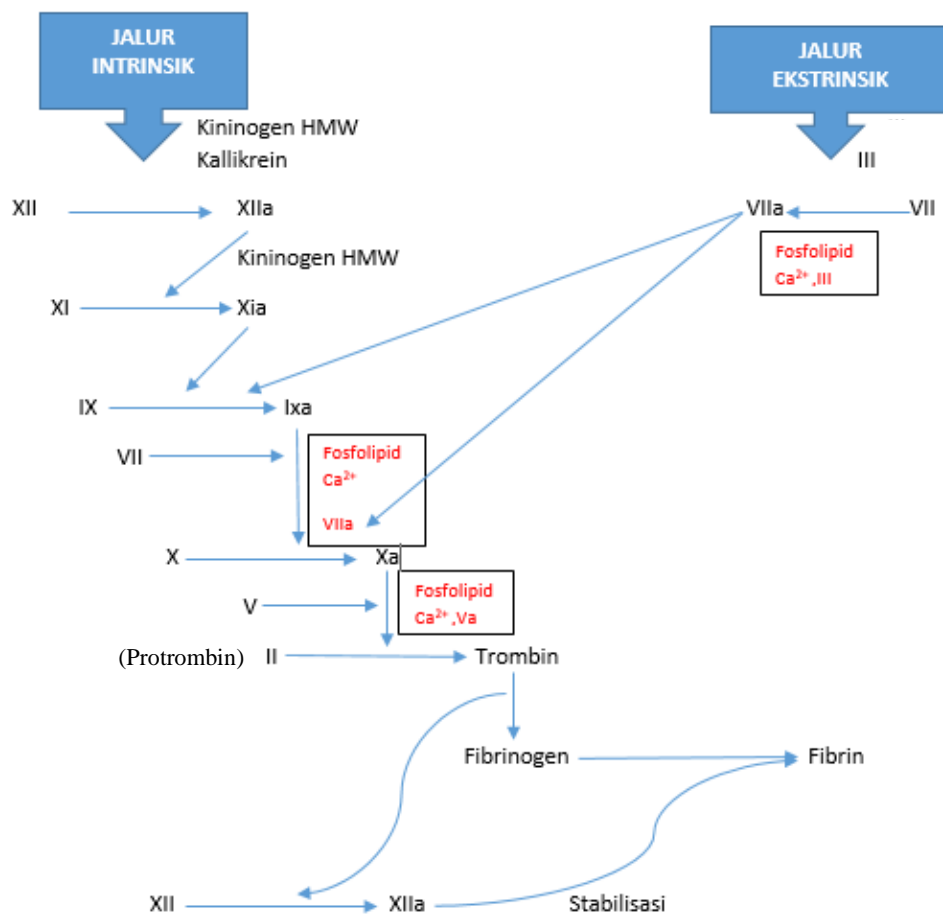 JALUR
INTRINSIK
JALUR
EKSTRINSIK
...
Kininogen HMW
Kallikrein
III
XII
XIIa
VIIa
VII
Kininogen HMW
Fosfolipid
Ca²⁺ ,III
XI
Xia
IX
Ixa
VII
Fosfolipid
Ca²⁺
VIIa
X
Xa
Fosfolipid
Ca²⁺ ,Va
V
(Protrombin) II
Trombin
Fibrinogen
Fibrin
XII
XIIa
Stabilisasi